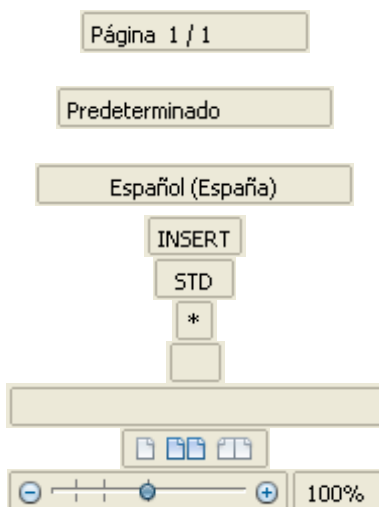 Página 1 / 1
Predeterminado
Español (España)
INSERT
STD
*
100%